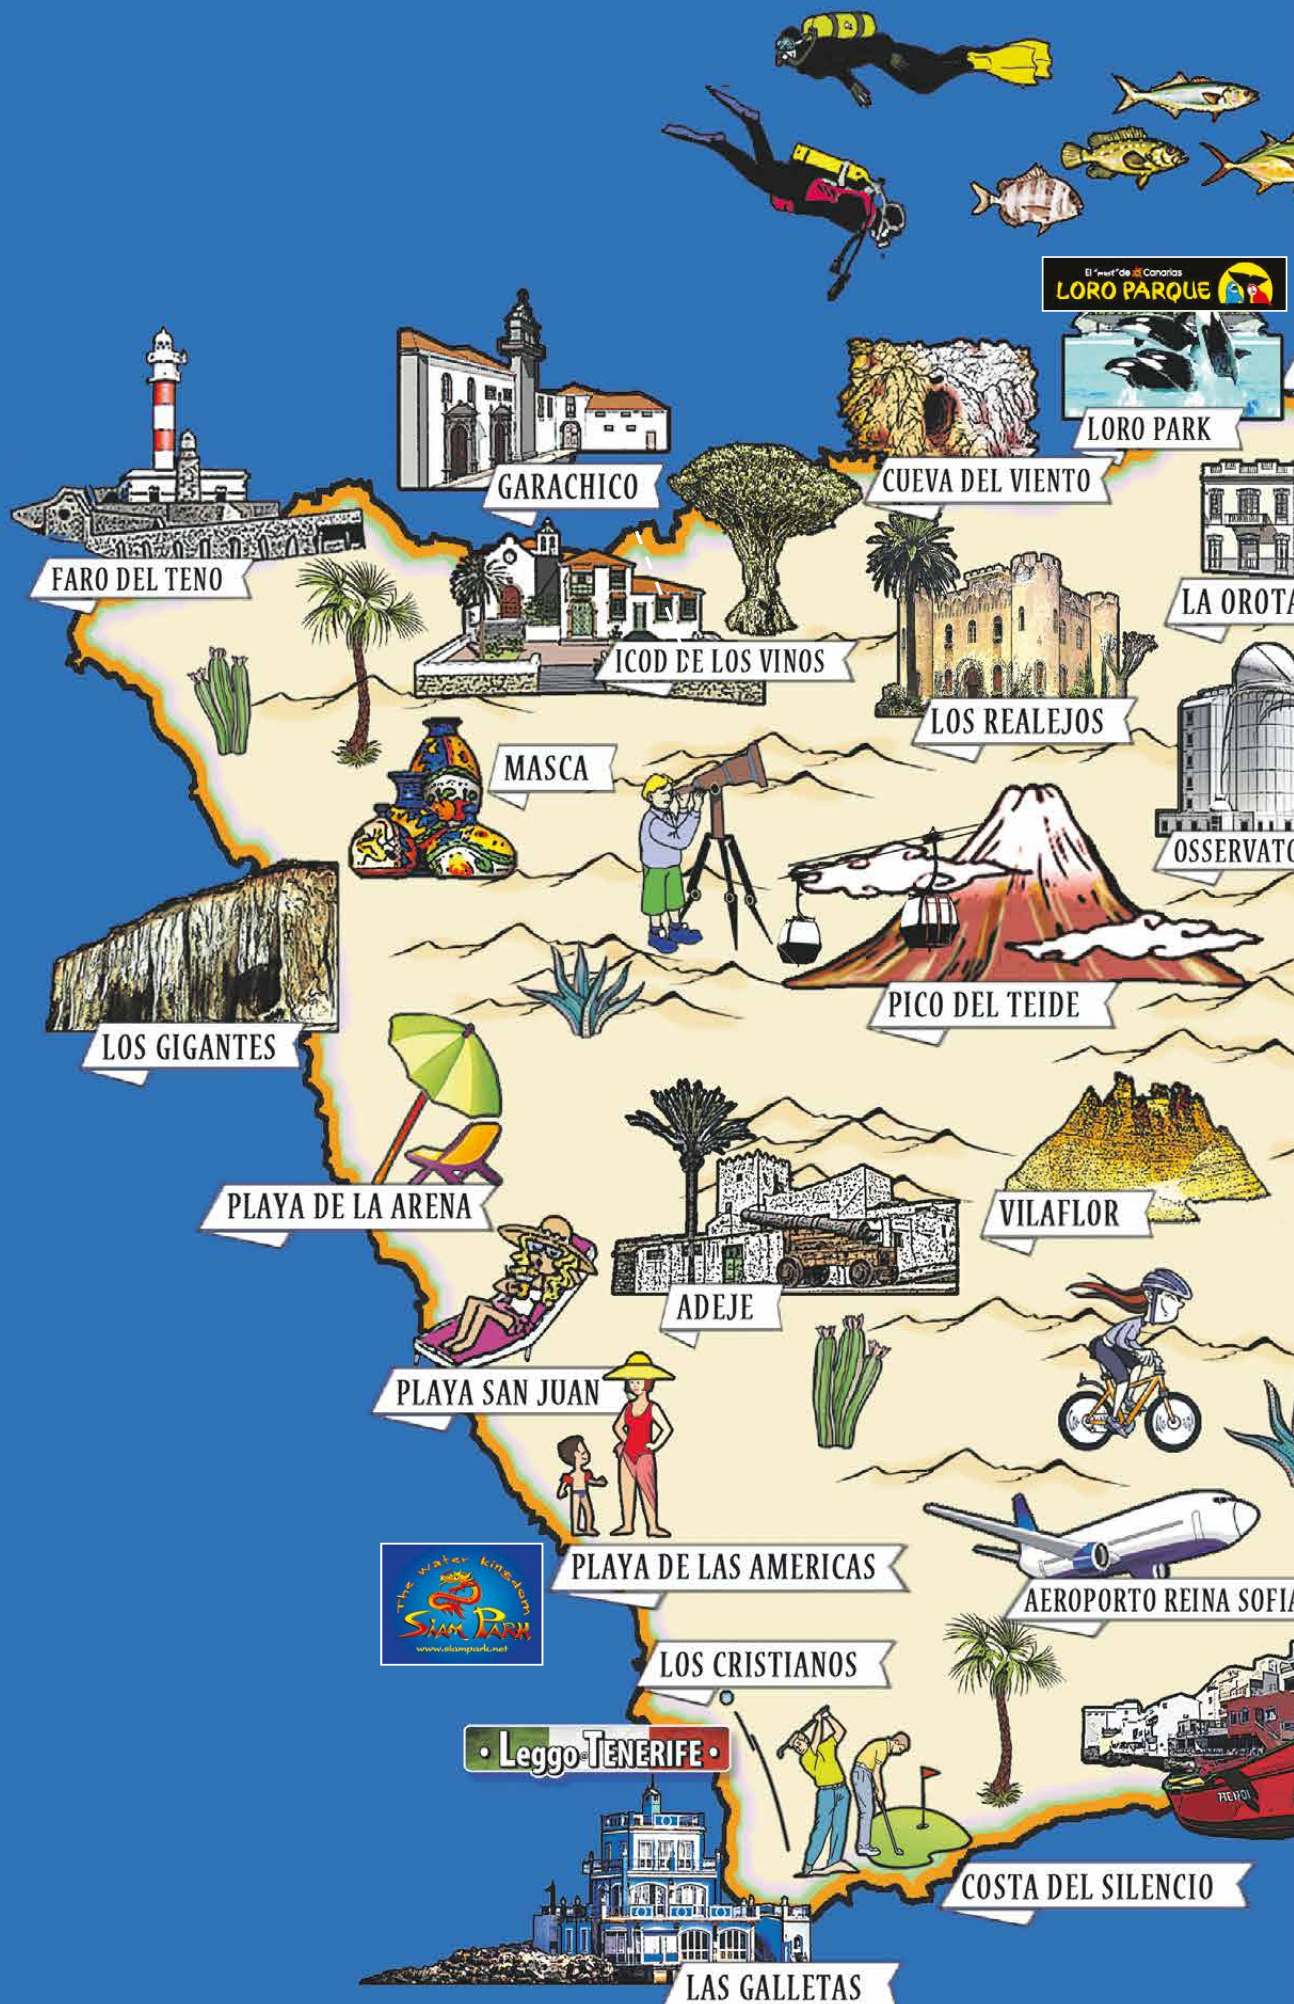 El "must" de Canarias
LORO PARQUE
LORO PARK
GARACHICO
CUEVA DEL VIENTO
FARO DEL TENO
LA OROTA
ICOD DE LOS VINOS
LOS REALEJOS
MASCA
OSSERVATO
PICO DEL TEIDE
LOS GIGANTES
PLAYA DE LA ARENA
VILAFLOR
ADEJE
PLAYA SAN JUAN
The water kingdom
SIAM PARK
www.siampark.net
PLAYA DE LAS AMERICAS
AEROPORTO REINA SOFIA
LOS CRISTIANOS
• Leggo TENERIFE •
COSTA DEL SILENCIO
LAS GALLETAS